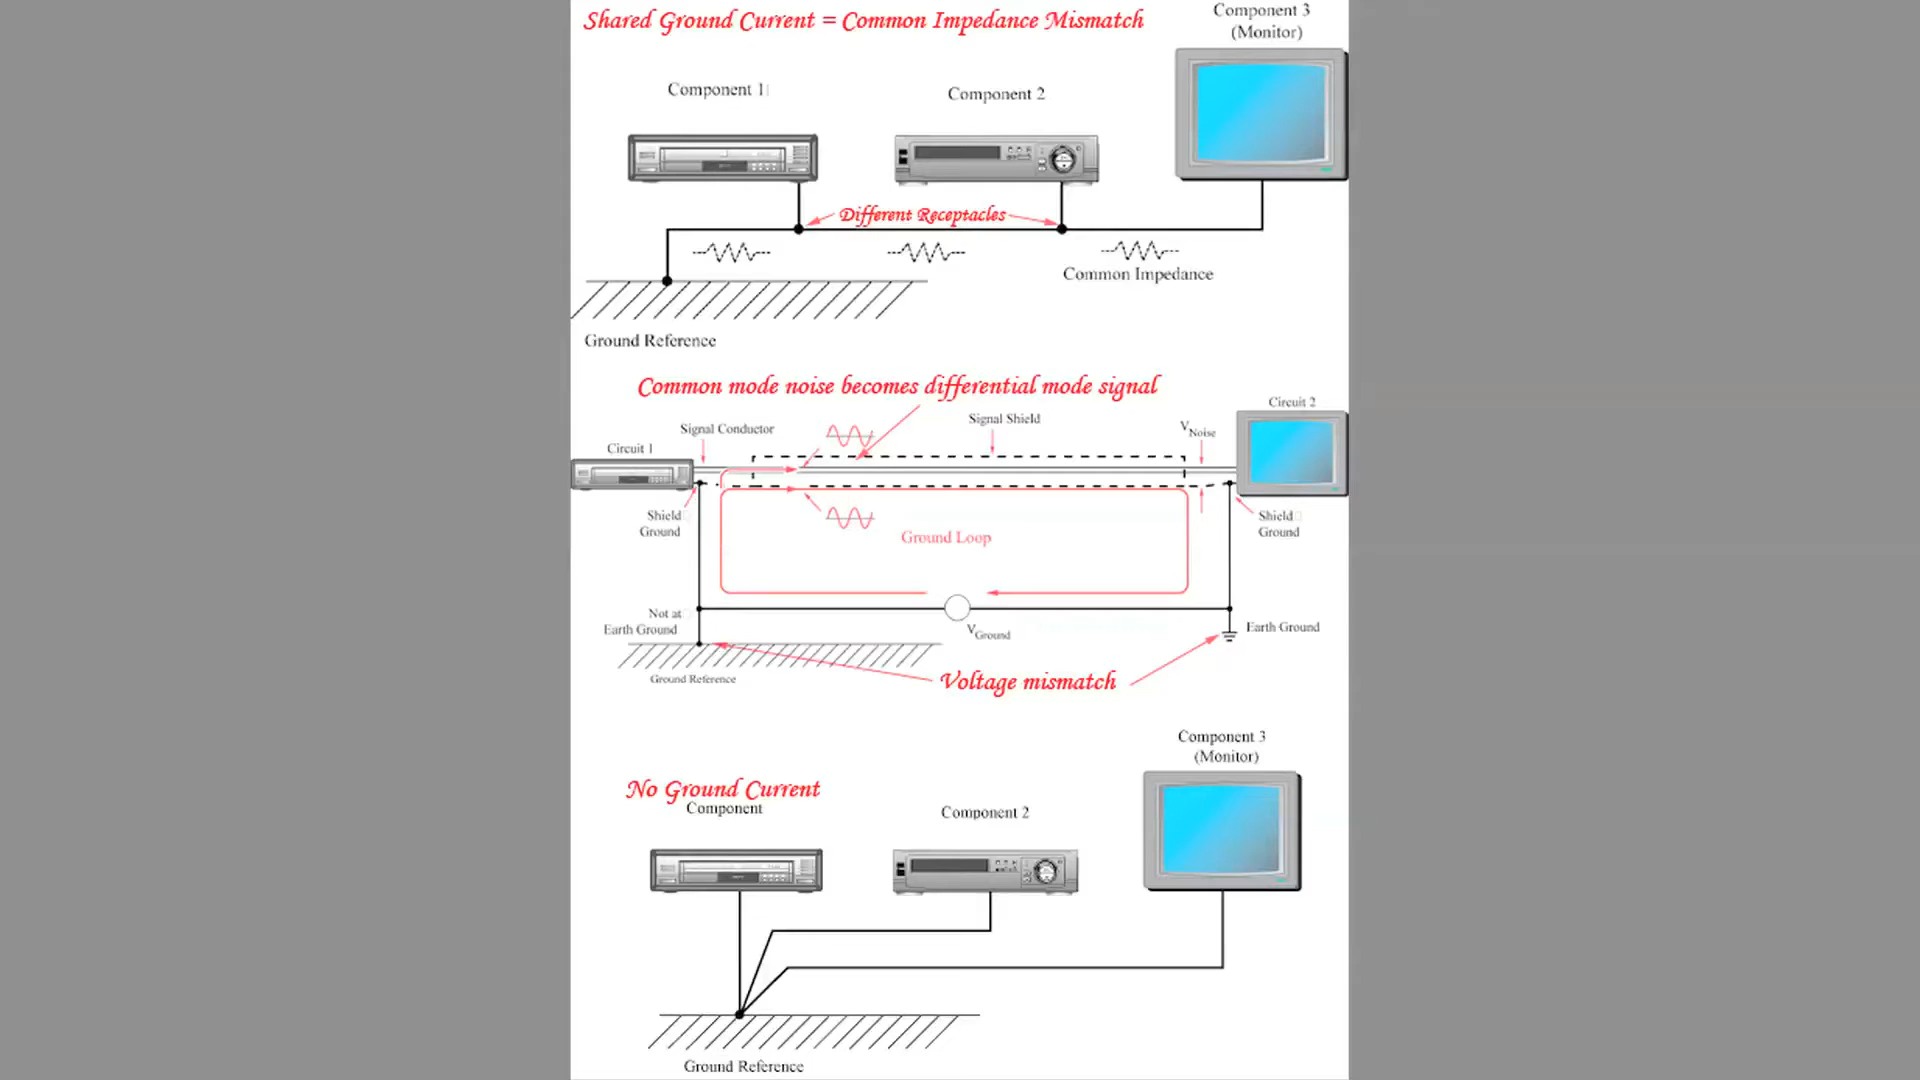 Shared Ground Current = Common Impedance Mismatch
Component 3
(Monitor)
Component 1
Component 2
Different Receptacles
Common Impedance
Ground Reference
Common mode noise becomes differential mode signal
Circuit 2
Signal Conductor
Signal Shield
V Noise
Circuit 1
Shield
Ground
Shield
Ground
Ground Loop
Not at
Earth Ground
V Ground
Earth Ground
Ground Reference
Voltage mismatch
Component 3
(Monitor)
No Ground Current
Component
Component 2
Ground Reference